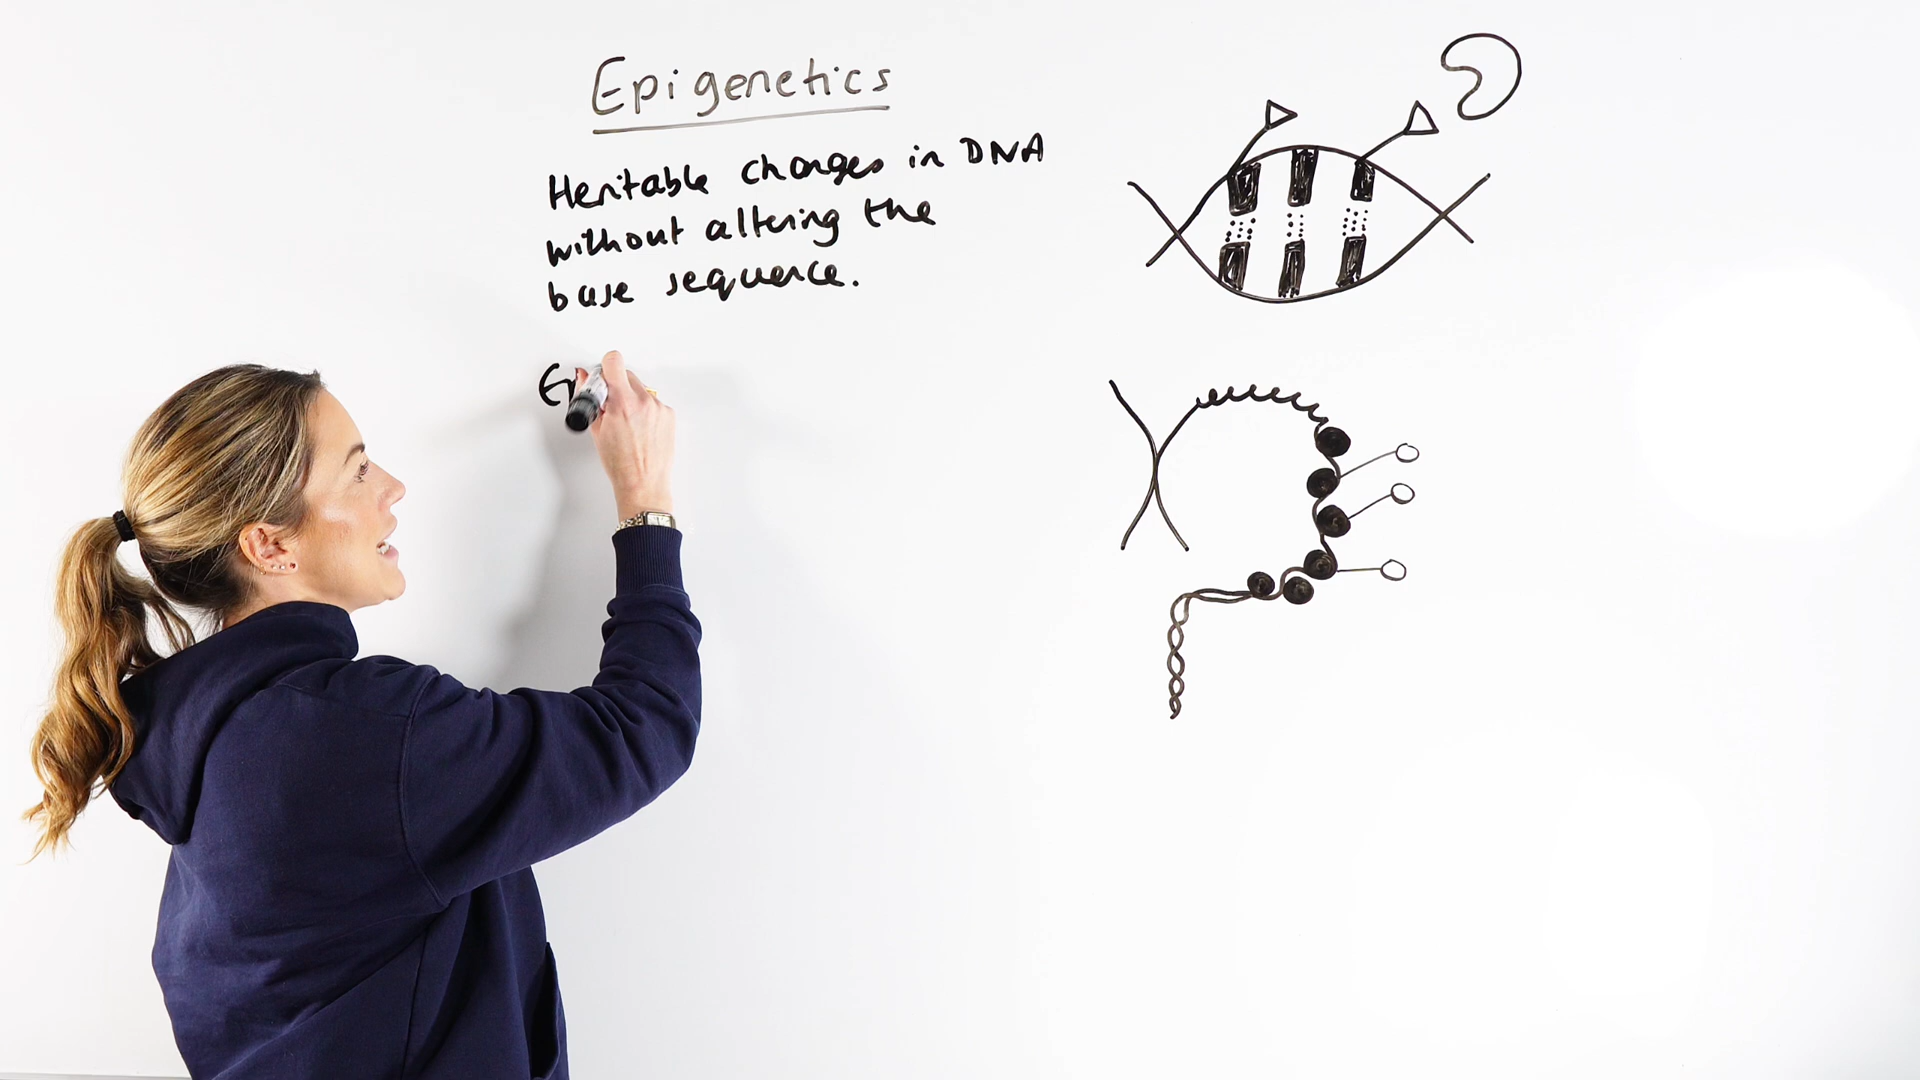 Epigenetics
Heritable changes in DNA
without altering the
base sequence.